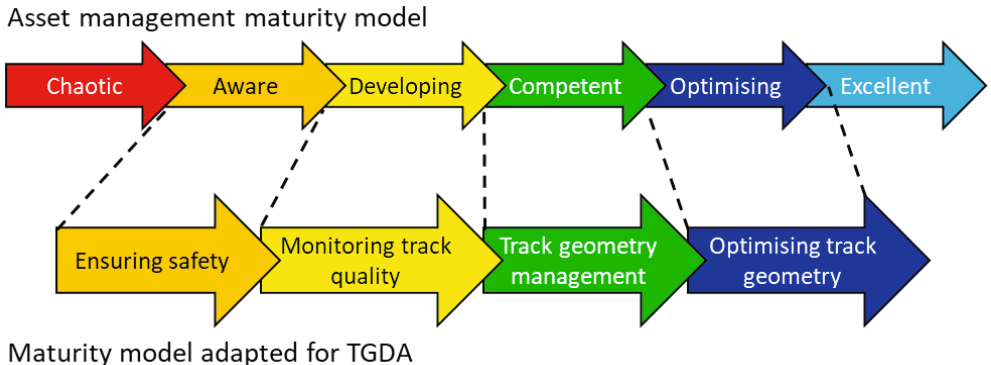 Asset management maturity model
Chaotic
Aware
Developing
Competent
Optimising
Excellent
Ensuring safety
Monitoring track
quality
Track geometry
management
Optimising track
geometry
Maturity model adapted for TGDA